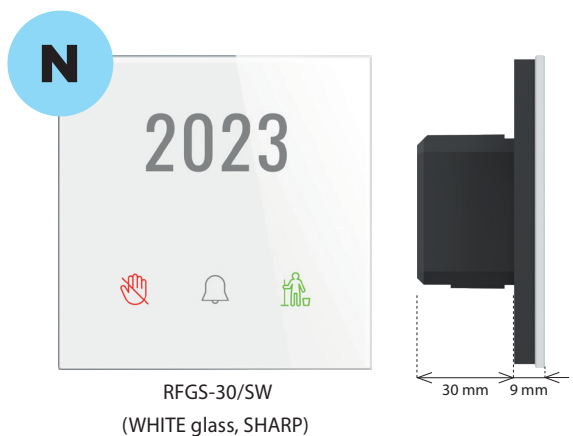 N
2023
RFGS-30/SW
(WHITE glass, SHARP)
30 mm
9 mm